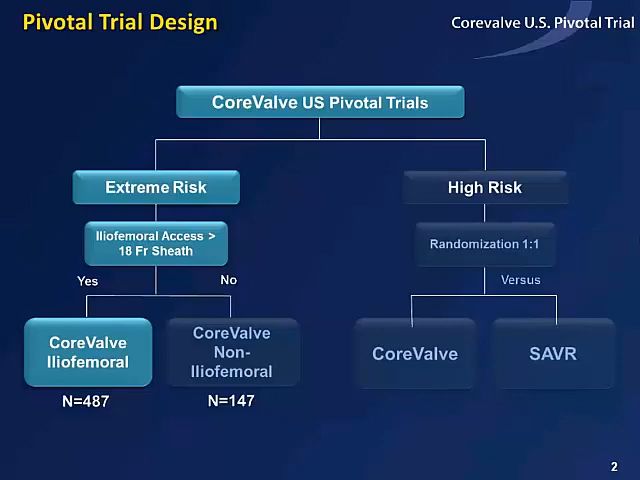 Pivotal Trial Design
Corevalve U.S. Pivotal Trial
CoreValve US Pivotal Trials
Extreme Risk
High Risk
Iliofemoral Access >
18 Fr Sheath
Randomization 1:1
Yes
No
Versus
CoreValve
Iliofemoral
CoreValve
Non-
Iliofemoral
CoreValve
SAVR
N=487
N=147
2